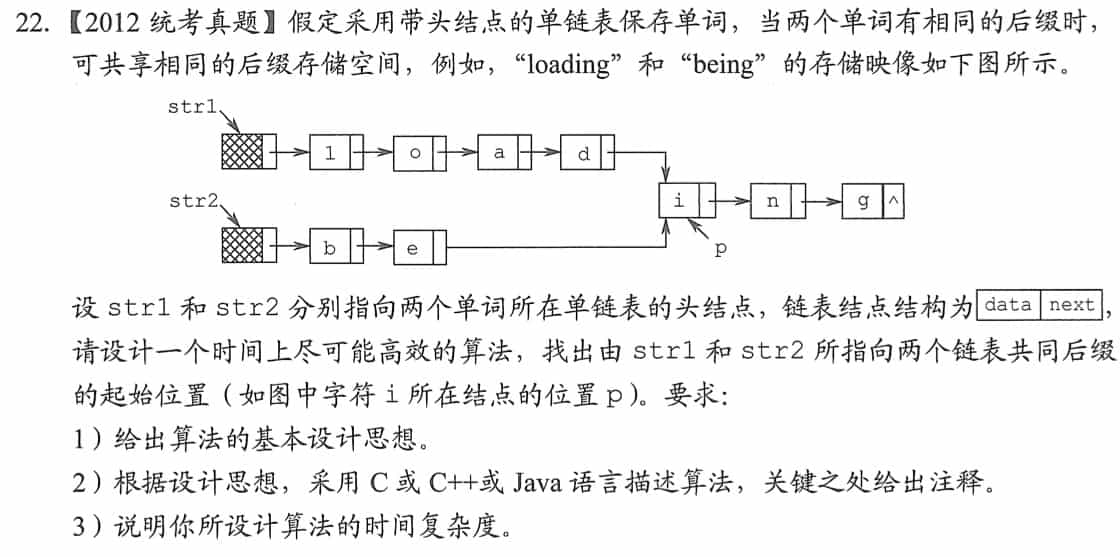 22.【2012 统考真题】假定采用带头结点的单链表保存单词，当两个单词有相同的后缀时，
可共享相同的后缀存储空间，例如，“loading”和“being”的存储映像如下图所示。
str1
l o a d
i n g ^
str2
b e
p
设 str1 和 str2 分别指向两个单词所在单链表的头结点，链表结点结构为 data next ，
请设计一个时间上尽可能高效的算法，找出由 str1 和 str2 所指向两个链表共同后缀
的起始位置（如图中字符 i 所在结点的位置 p）。要求：
1）给出算法的基本设计思想。
2）根据设计思想，采用 C 或 C++或 Java 语言描述算法，关键之处给出注释。
3）说明你所设计算法的时间复杂度。